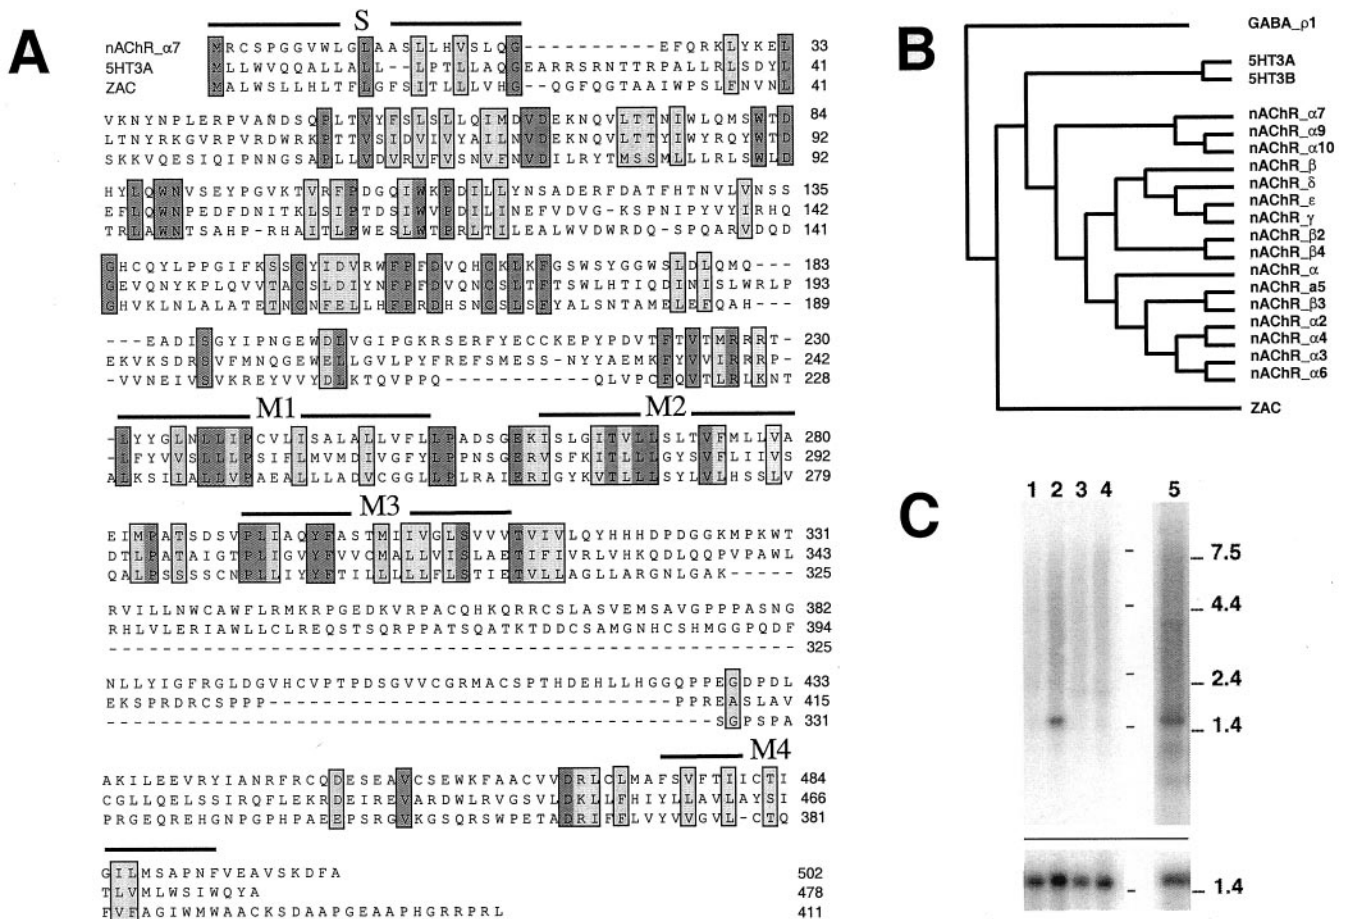 A
S
nAChR_α7 MRCSPGGVWLGLAASLLHVSLQG----------EFQRKLYKEL 33
5HT3A MLLWVQQALLALL--LPTLLAQGEARRSRNTTRPALLRLSDYL 41
ZAC MALWSLLHLTFLGFSITLLLVHG--QGFQGTAAIWPSLFNVNL 41
VKNYNPLERPVANDSQPLTVYFSLSLLQIMDVDEKNQVLTTNIWLQMSWTD 84
LTNYRKGVRPVRDWRKPTTVSIDVIVYAILNVDEKNQVLTTYIWYRQYWTD 92
SKKVQESIQIPNNGSAPLLVDVRVFVSNVFNVDILRYTMSSMLLLRLSWLD 92
HYLQWNVSEYPGVKTVRFPDGQIWKPDILLYNSADERFDATFHTNVLVNSS 135
EFLQWNPEDFDNITKLSIPTDSIWVPDILINEFVDVG-KSPNIPYVYIRHQ 142
TRLAWNTSAHP-RHAITLPWESLWTPRLTILEALWVDWRDQ-SPQARVDQD 141
GHCQYLPPGIFKSSCYIDVRWFPFDVQHCKLKFGSWSYGGWSLDLQMQ--- 183
GEVQNYKPLQVVTACSLDIYNFPFDVQNCSLTFTSWLHTIQDINISLWRLP 193
GHVKLNLALATETNCNFELLHFPRDHSNCSLSFYALSNTAMELEFQAH--- 189
---EADISGYIPNGEWDLVGIPGKRSERFYECCKEPYPDVTFTVTMRRRT- 230
EKVKSDRSVFMNQGEWELLGVLPYFREFSMESS-NYYAEMKFYVVIRRRP- 242
-VVNEIVSVKREYVVYDLKTQVPPQ-----------QLVPCFQVTLRLKNT 228
M1 M2
-LYYGLNLLIPCVLISALALLVFLLPADSGEKISLGITVLLSLTVFMLLVA 280
-LFYVVSLLLPSIFLMVMDIVGFYLPPNSGERVSFKITLLLGYSVFLIIVS 292
ALKSIIALLVPAEALLLADVCGGLLPLRAIERIGYKVTLLLSYLVLHSSLV 279
M3
EIMPATSDSVPLIAQYFASTMIIVGLSVVVTVIVLQYHHHDPDGGKMPKWT 331
DTLPATAIGTPLIGVYFVVCMALLVISLAETIFIVRLVHKQDLQQPVPAWL 343
QALPSSSSCNPLLIYYFTILLLLLFLSTIETVLLAGLLARGNLGAK----- 325
RVILLNWCAWFLRMKRPGEDKVRPACQHKQRRCSLASVEMSAVGPPPASNG 382
RHLVLERIAWLLCLREQSTSQRPPATSQATKTDDCSAMGNHCSHMGGPQDF 394
--------------------------------------------------- 325
NLLYIGFRGLDGVHCVPTPDSGVVCGRMACSPTHDEHLLHGGQPPEGDPDL 433
EKSPRDRCSPPP------------------------------PPREASLAV 415
---------------------------------------------SGPSPA 331
M4
AKILEEVRYIANRFRCQDESEAVCSEWKFAACVVDRLCLMAFSVFTIICTI 484
CGLLQELSSIRQFLEKRDEIREVARDWLRVGSVLDKLLFHIYLLAVLAYSI 466
PRGEQREHGNPGPHPAEEPSRGVKGSQRSWPETADRIFFLVYVVGVL-CTQ 381
GILMSAPNFVEAVSKDFA 502
TLVMLWSIWQYA 478
FVFAGIWMWAACKSDAAPGEAAPHGRRPRL 411
B
GABA_ρ1
5HT3A
5HT3B
nAChR_α7
nAChR_α9
nAChR_α10
nAChR_β
nAChR_δ
nAChR_ε
nAChR_γ
nAChR_β2
nAChR_β4
nAChR_α
nAChR_a5
nAChR_β3
nAChR_α2
nAChR_α4
nAChR_α3
nAChR_α6
ZAC
C
1 2 3 4 5
7.5
4.4
2.4
1.4
1.4